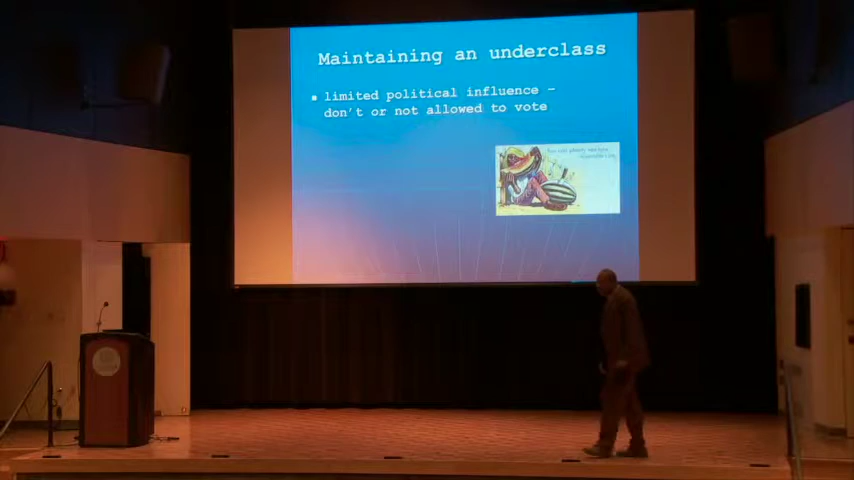 Maintaining an underclass
▪ limited political influence –
don't or not allowed to vote